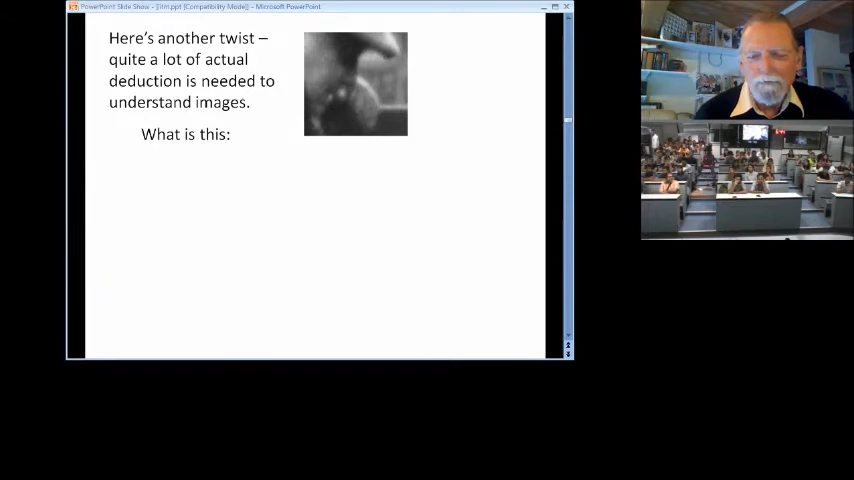 PowerPoint Slide Show - [itm.ppt [Compatibility Mode]] - Microsoft PowerPoint
Here's another twist –
quite a lot of actual
deduction is needed to
understand images.
What is this: